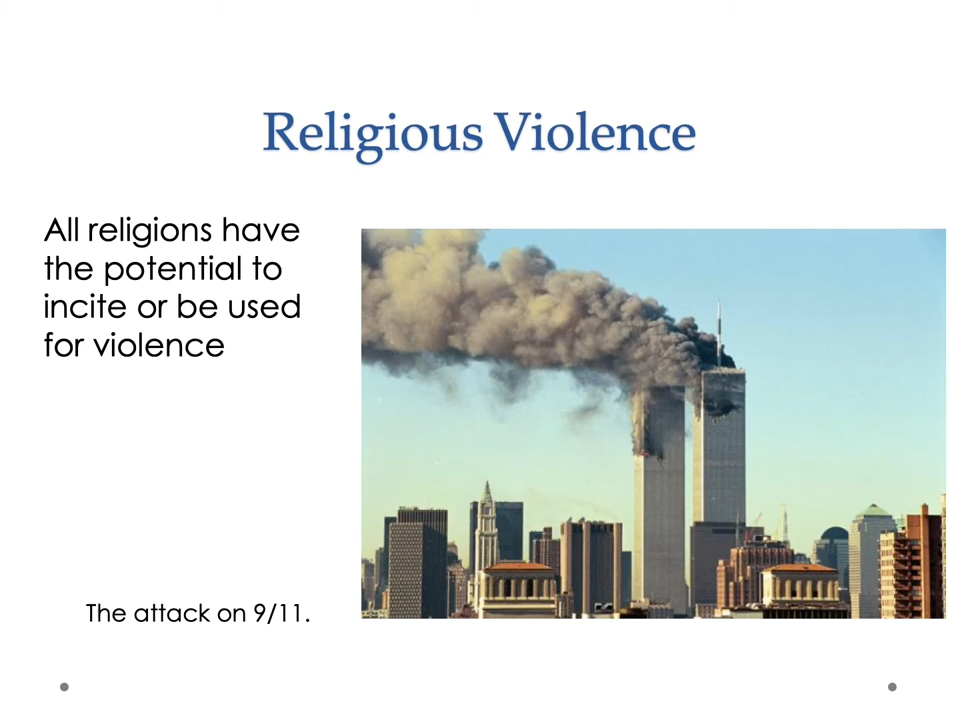 Religious Violence
All religions have
the potential to
incite or be used
for violence
The attack on 9/11.